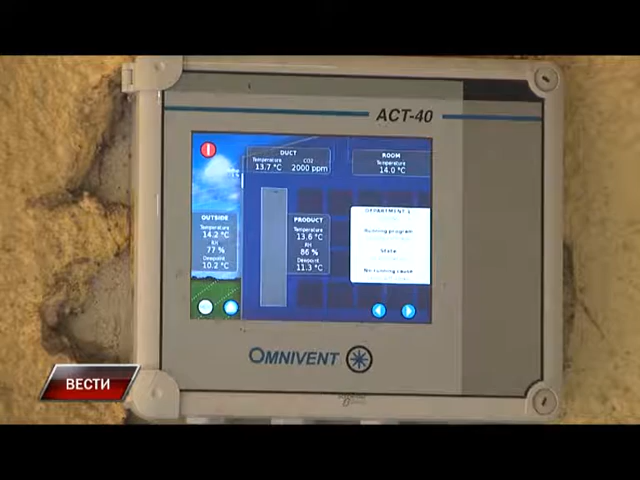 ACT-40
DUCT
Temperature CO2
13.7 °C 2000 ppm
ROOM
Temperature
14.0 °C
OUTSIDE
Temperature
14.2 °C
RH
77 %
Dewpoint
10.2 °C
PRODUCT
Temperature
13.6 °C
RH
86 %
Dewpoint
11.3 °C
DEPARTMENT 1
Running program
State
No running cause
OMNIVENT
ВЕСТИ